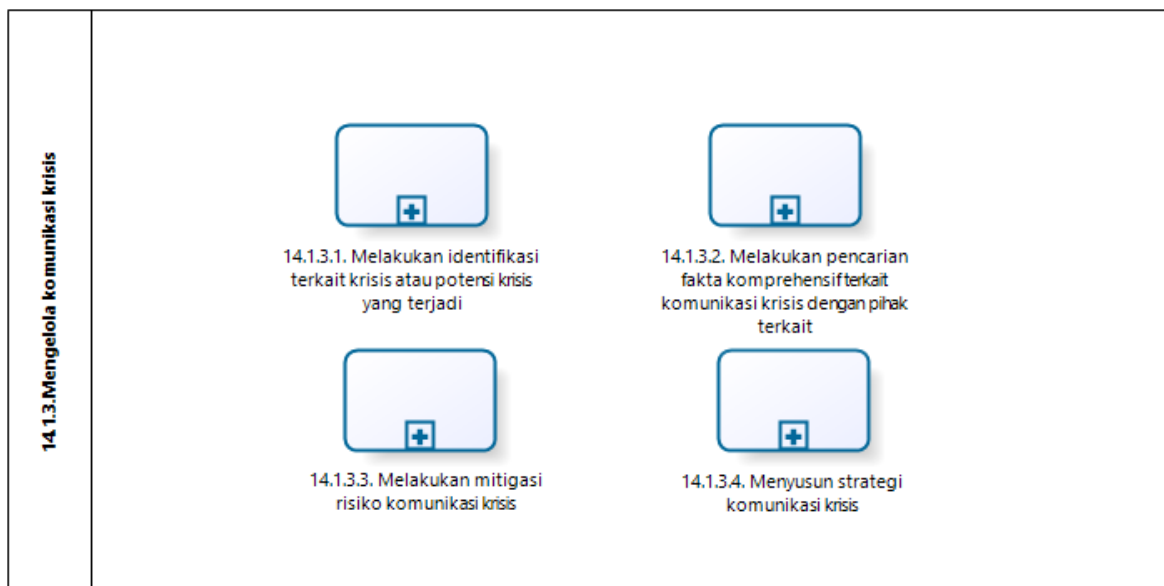 14.1.3.Mengelola komunikasi krisis
14.1.3.1. Melakukan identifikasi
terkait krisis atau potensi krisis
yang terjadi
14.1.3.2. Melakukan pencarian
fakta komprehensif terkait
komunikasi krisis dengan pihak
terkait
14.1.3.3. Melakukan mitigasi
risiko komunikasi krisis
14.1.3.4. Menyusun strategi
komunikasi krisis